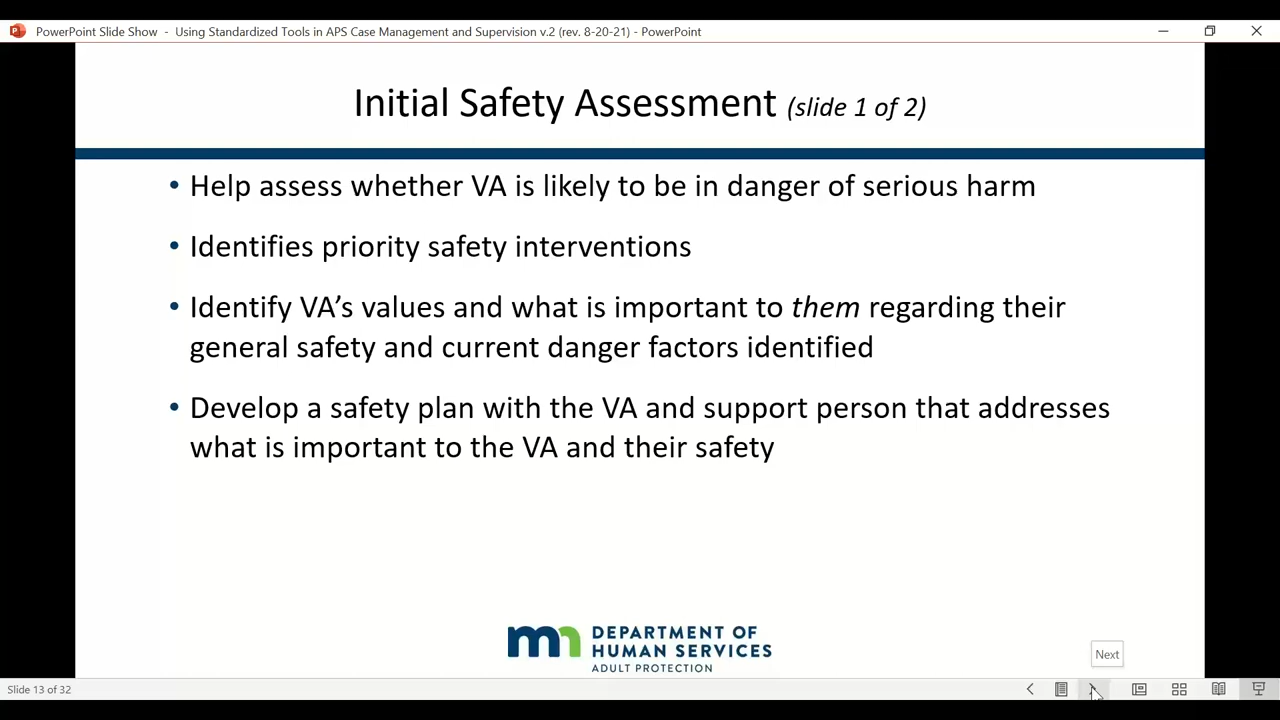 PowerPoint Slide Show - Using Standardized Tools in APS Case Management and Supervision v.2 (rev. 8-20-21) - PowerPoint
Initial Safety Assessment (slide 1 of 2)
• Help assess whether VA is likely to be in danger of serious harm
• Identifies priority safety interventions
• Identify VA’s values and what is important to them regarding their
general safety and current danger factors identified
• Develop a safety plan with the VA and support person that addresses
what is important to the VA and their safety
mn DEPARTMENT OF
HUMAN SERVICES
ADULT PROTECTION
Next
Slide 13 of 32